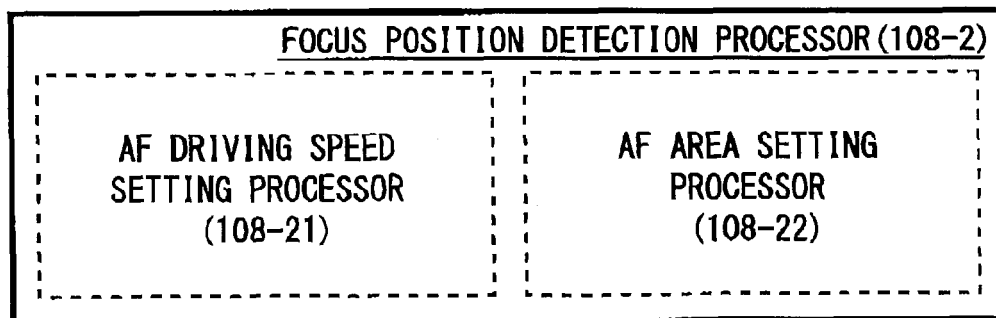 FOCUS POSITION DETECTION PROCESSOR(108-2)
AF DRIVING SPEED
SETTING PROCESSOR
(108-21)
AF AREA SETTING
PROCESSOR
(108-22)